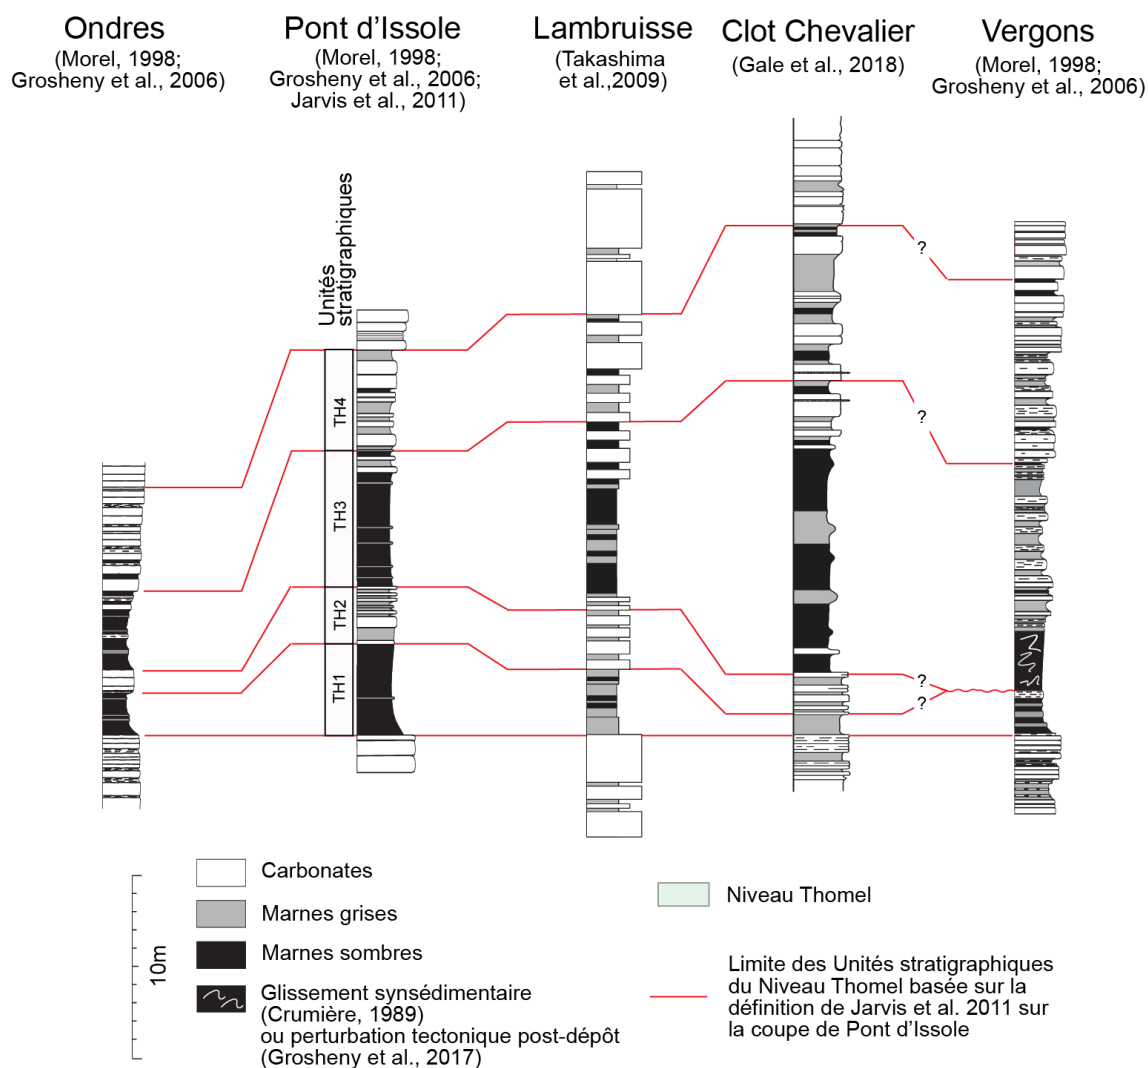 Ondres
(Morel, 1998;
Grosheny et al., 2006)
Pont d'Issole
(Morel, 1998;
Grosheny et al., 2006;
Jarvis et al., 2011)
Lambruisse
(Takashima
et al.,2009)
Clot Chevalier
(Gale et al., 2018)
Vergons
(Morel, 1998;
Grosheny et al., 2006)
Unités
stratigraphiques
TH4
TH3
TH2
TH1
?
?
?
?
10m
Carbonates
Marnes grises
Marnes sombres
Glissement synsédimentaire
(Crumière, 1989)
ou perturbation tectonique post-dépôt
(Grosheny et al., 2017)
Niveau Thomel
Limite des Unités stratigraphiques
du Niveau Thomel basée sur la
définition de Jarvis et al. 2011 sur
la coupe de Pont d'Issole